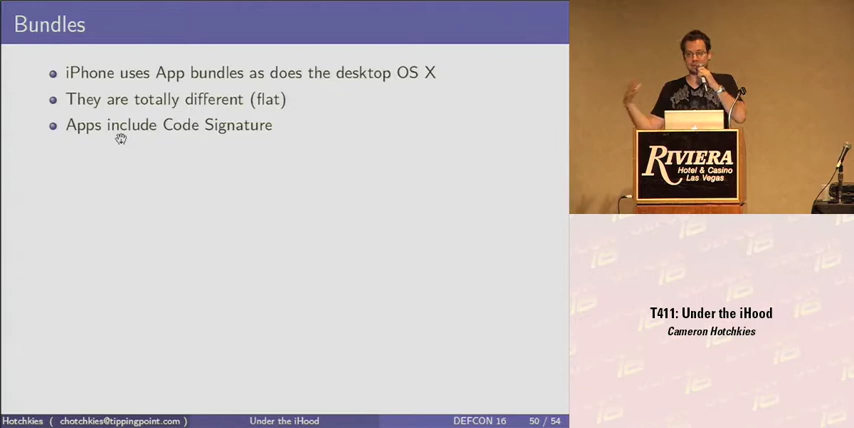 Bundles
iPhone uses App bundles as does the desktop OS X
They are totally different (flat)
Apps include Code Signature
Hotchkies ( chotchkies@tippingpoint.com )
Under the iHood
DEFCON 16
50 / 54
RIVIERA
Hotel & Casino
Las Vegas
T411: Under the iHood
Cameron Hotchkies